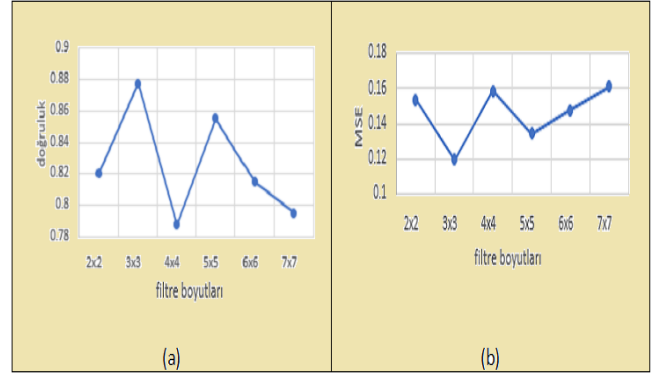 0.9
0.88
0.86
0.84
0.82
0.8
0.78
doğruluk
2x2 3x3 4x4 5x5 6x6 7x7
filtre boyutları
(a)
0.18
0.16
0.14
0.12
0.1
MSE
2x2 3x3 4x4 5x5 6x6 7x7
filtre boyutları
(b)